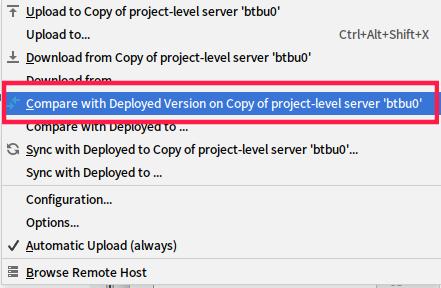 Upload to Copy of project-level server 'btbu0'
Upload to... Ctrl+Alt+Shift+X
Download from Copy of project-level server 'btbu0'
Download from
Compare with Deployed Version on Copy of project-level server 'btbu0'
Compare with Deployed to ...
Sync with Deployed to Copy of project-level server 'btbu0'...
Sync with Deployed to ...
Configuration...
Options...
Automatic Upload (always)
Browse Remote Host